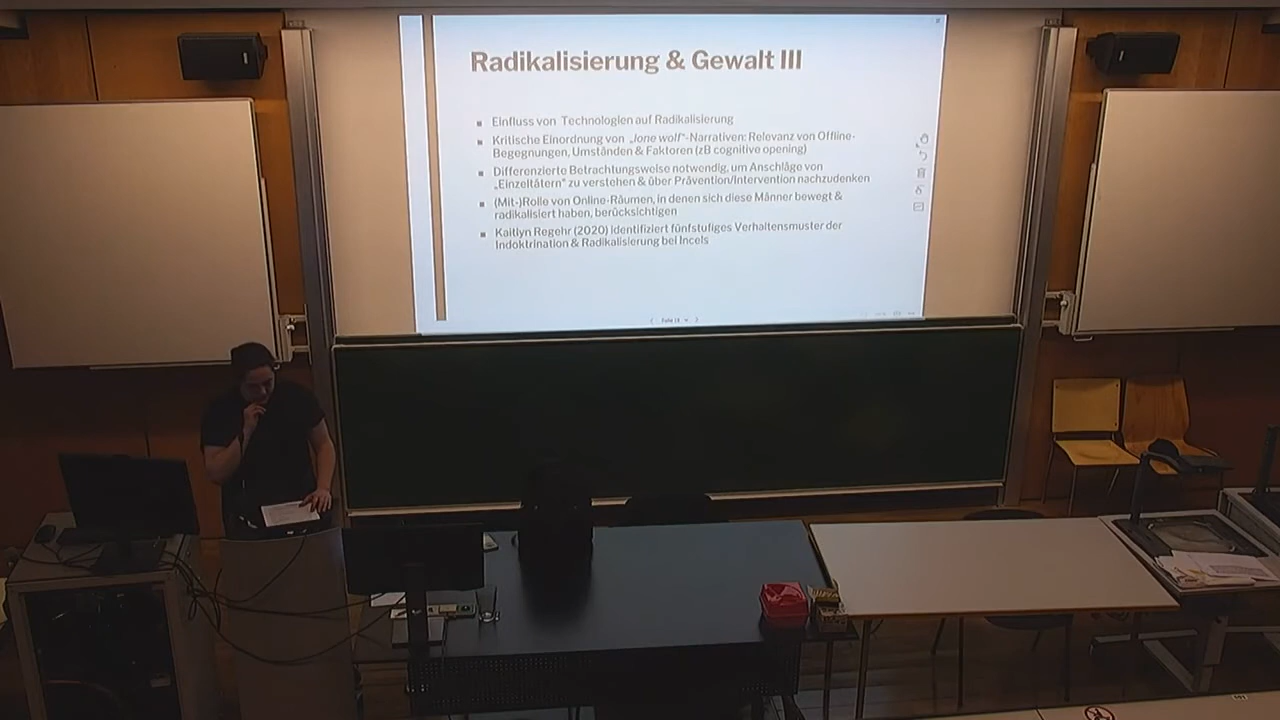 Radikalisierung & Gewalt III
Einfluss von Technologien auf Radikalisierung
Kritische Einordnung von „lone wolf“-Narrativen: Relevanz von Offline-
Begegnungen, Umständen & Faktoren (zB cognitive opening)
Differenzierte Betrachtungsweise notwendig, um Anschläge von
„Einzeltätern“ zu verstehen & über Prävention/Intervention nachzudenken
(Mit-)Rolle von Online-Räumen, in denen sich diese Männer bewegt &
radikalisiert haben, berücksichtigen
Kaitlyn Regehr (2020) identifiziert fünfstufiges Verhaltensmuster der
Indoktrination & Radikalisierung bei Incels